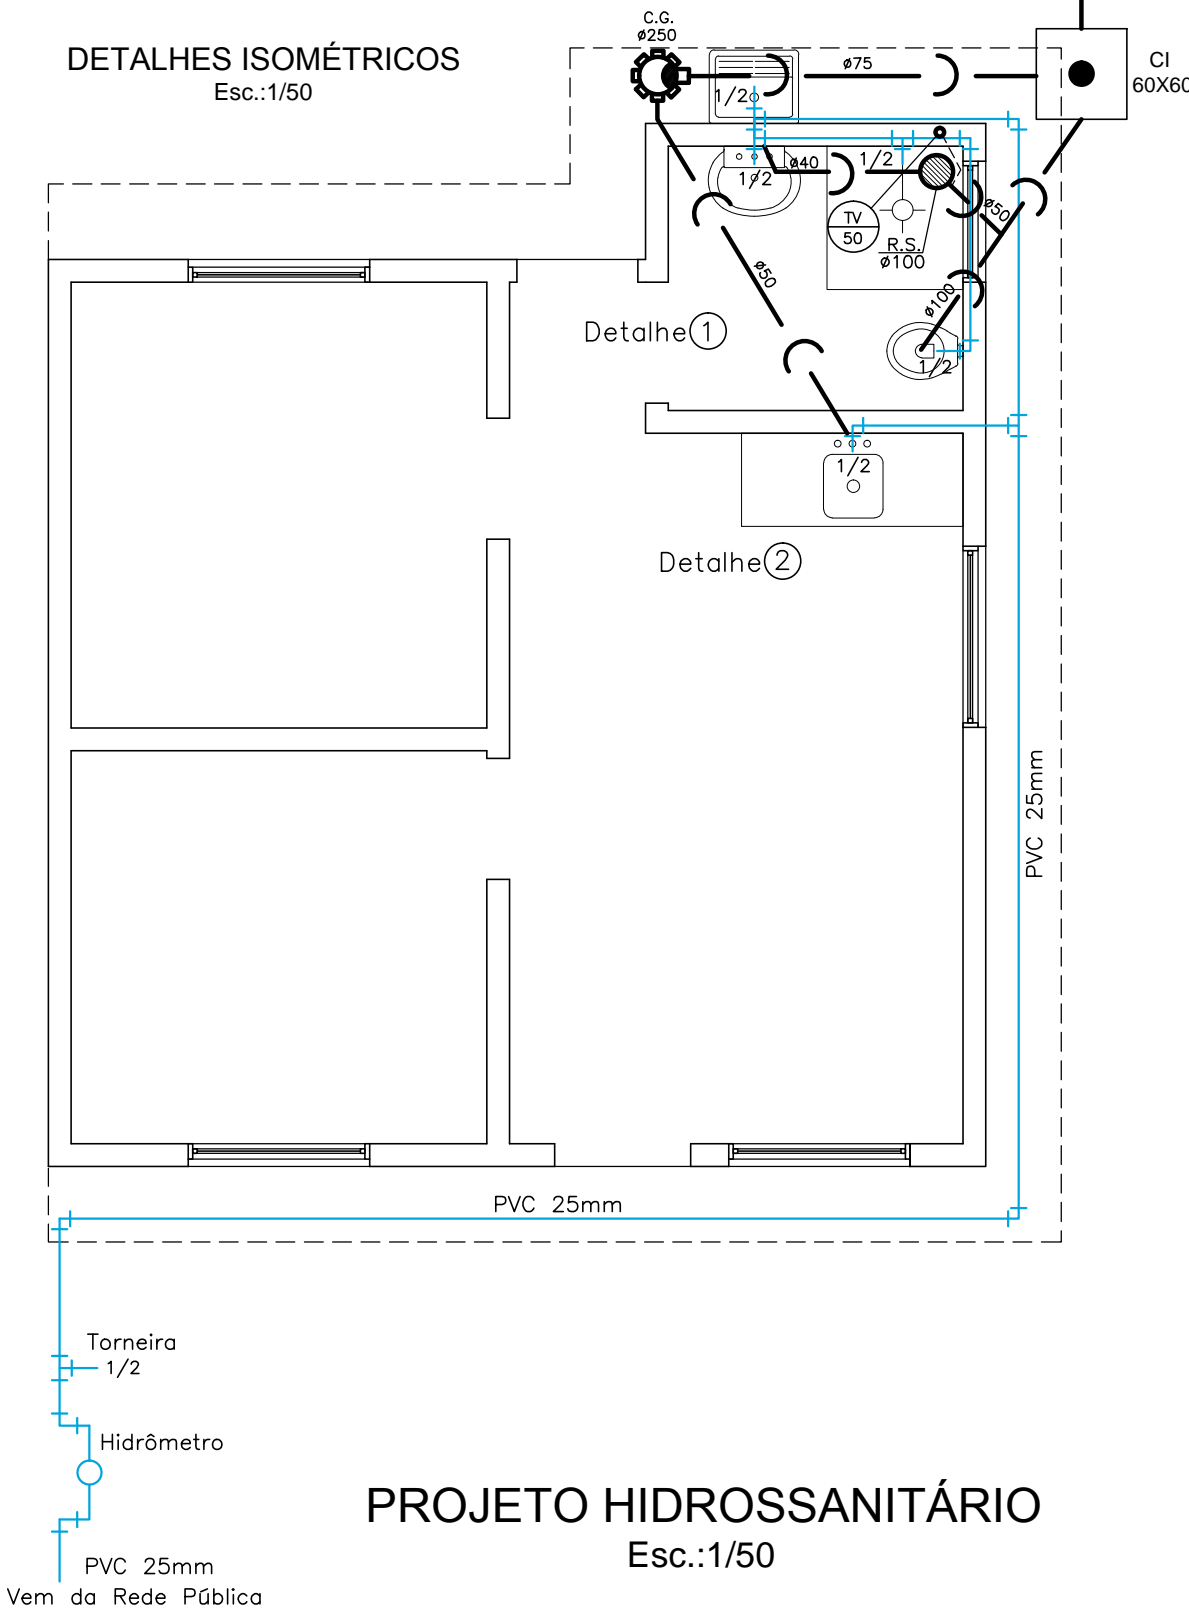 C.G.
ø250
DETALHES ISOMÉTRICOS
Esc.:1/50
ø75
CI
60X60
1/2
ø40
1/2
1/2
TV
50
R.S.
ø100
ø50
ø50
ø100
Detalhe 1
1/2
1/2
Detalhe 2
PVC 25mm
PVC 25mm
Torneira
1/2
Hidrômetro
PROJETO HIDROSSANITÁRIO
Esc.:1/50
PVC 25mm
Vem da Rede Pública